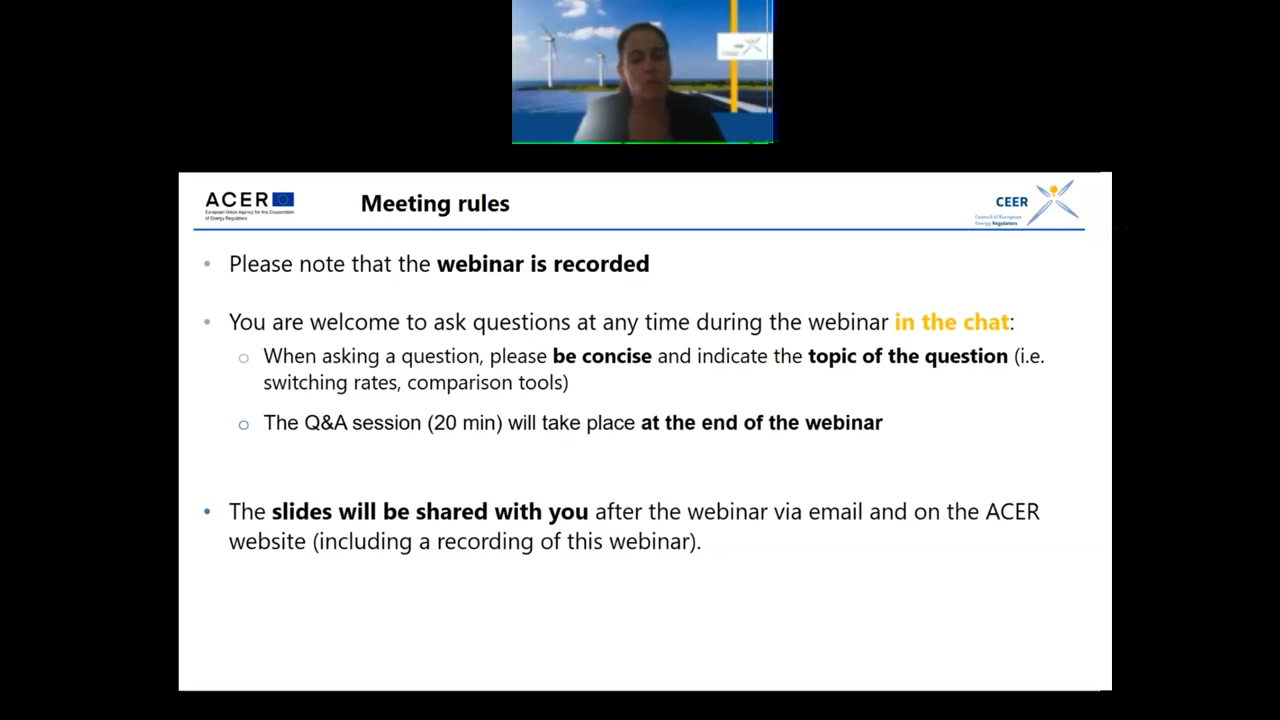 CEER
ACER
European Union Agency for the Cooperation
of Energy Regulators
Meeting rules
CEER
Council of European
Energy Regulators
• Please note that the webinar is recorded
• You are welcome to ask questions at any time during the webinar in the chat:
○ When asking a question, please be concise and indicate the topic of the question (i.e.
switching rates, comparison tools)
○ The Q&A session (20 min) will take place at the end of the webinar
• The slides will be shared with you after the webinar via email and on the ACER
website (including a recording of this webinar).